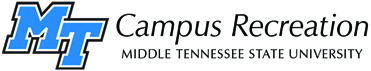 MT Campus Recreation
MIDDLE TENNESSEE STATE UNIVERSITY